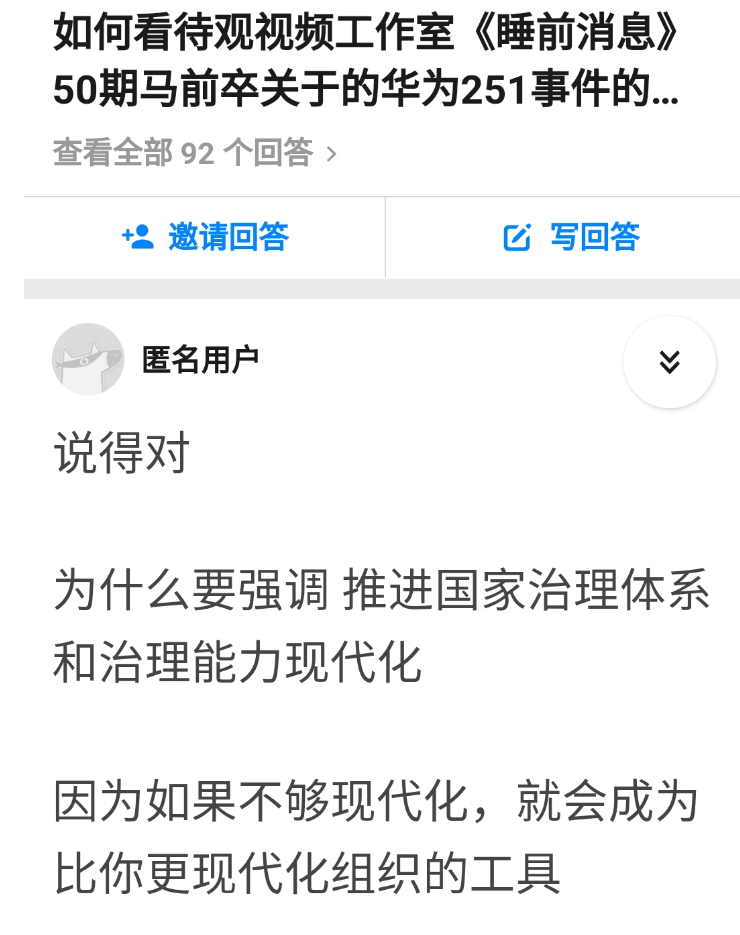 如何看待观视频工作室《睡前消息》
50期马前卒关于的华为251事件的...
查看全部 92 个回答 >
邀请回答
写回答
匿名用户
说得对
为什么要强调 推进国家治理体系
和治理能力现代化
因为如果不够现代化，就会成为
比你更现代化组织的工具